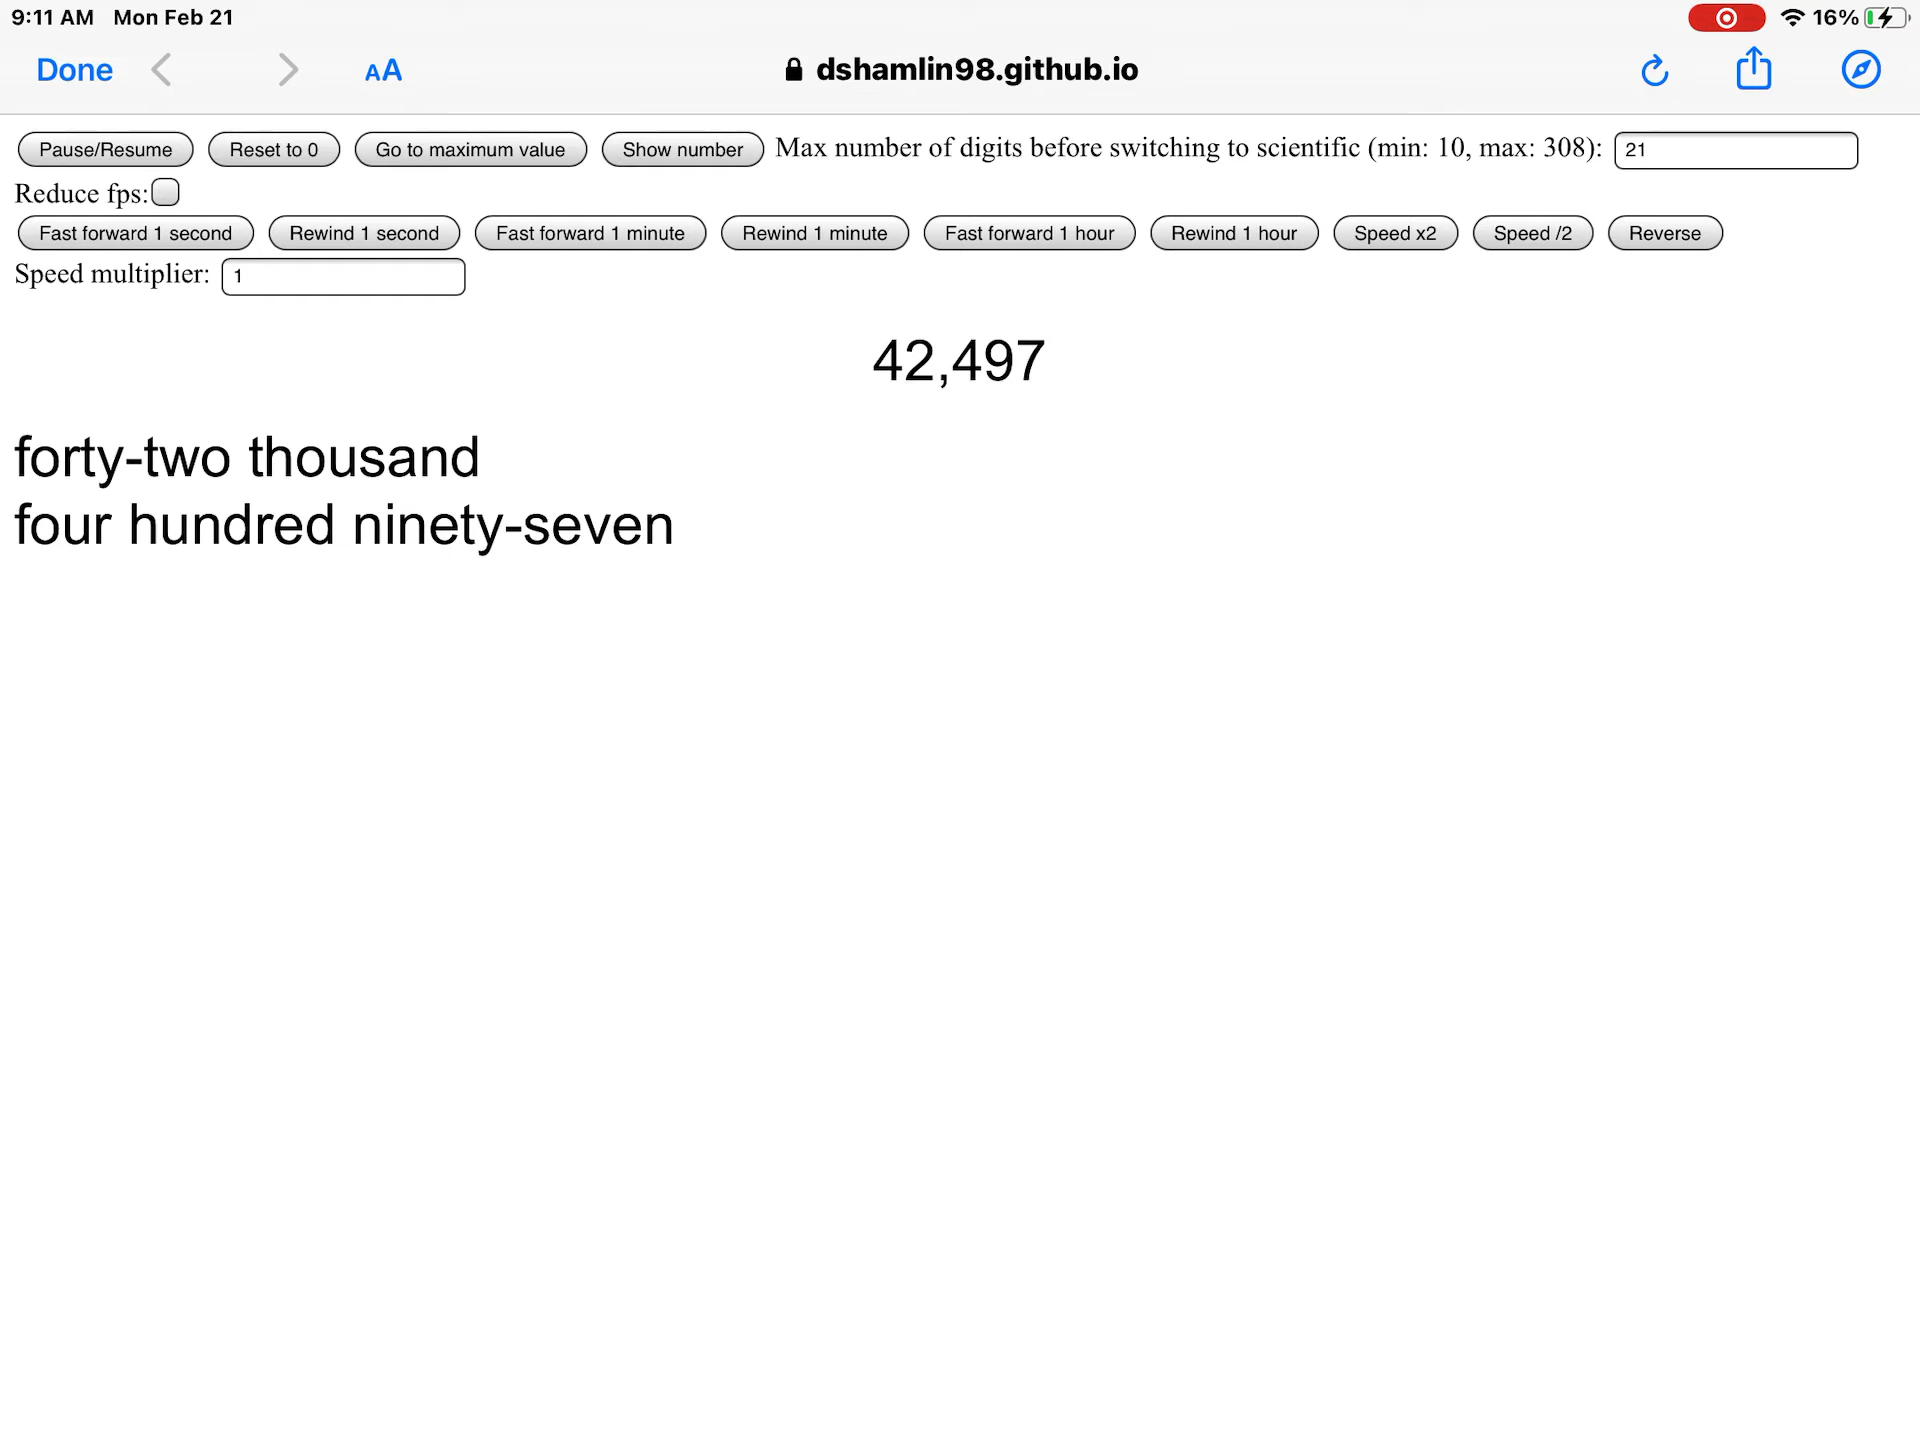 9:11 AM Mon Feb 21 16%
Done AA dshamlin98.github.io
Pause/Resume Reset to 0 Go to maximum value Show number Max number of digits before switching to scientific (min: 10, max: 308): 21
Reduce fps:
Fast forward 1 second Rewind 1 second Fast forward 1 minute Rewind 1 minute Fast forward 1 hour Rewind 1 hour Speed x2 Speed /2 Reverse
Speed multiplier: 1
42,497
forty-two thousand
four hundred ninety-seven